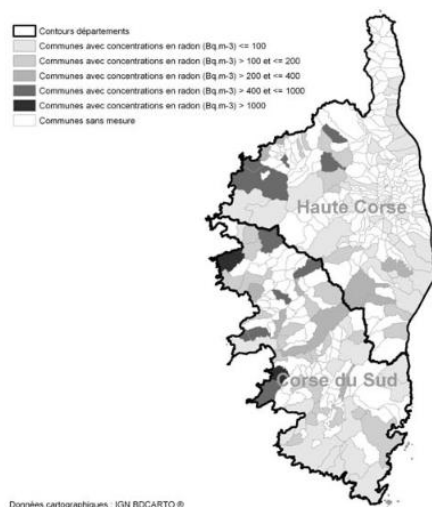 Contours départements
Communes avec concentrations en radon (Bq.m-3) <= 100
Communes avec concentrations en radon (Bq.m-3) > 100 et <= 200
Communes avec concentrations en radon (Bq.m-3) > 200 et <= 400
Communes avec concentrations en radon (Bq.m-3) > 400 et <= 1000
Communes avec concentrations en radon (Bq.m-3) > 1000
Communes sans mesure
Haute Corse
Corse du Sud
Données cartographiques : IGN BDCARTO ®